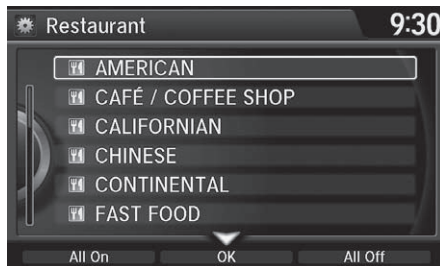 Restaurant 9:30
AMERICAN
CAFÉ / COFFEE SHOP
CALIFORNIAN
CHINESE
CONTINENTAL
FAST FOOD
All On OK All Off